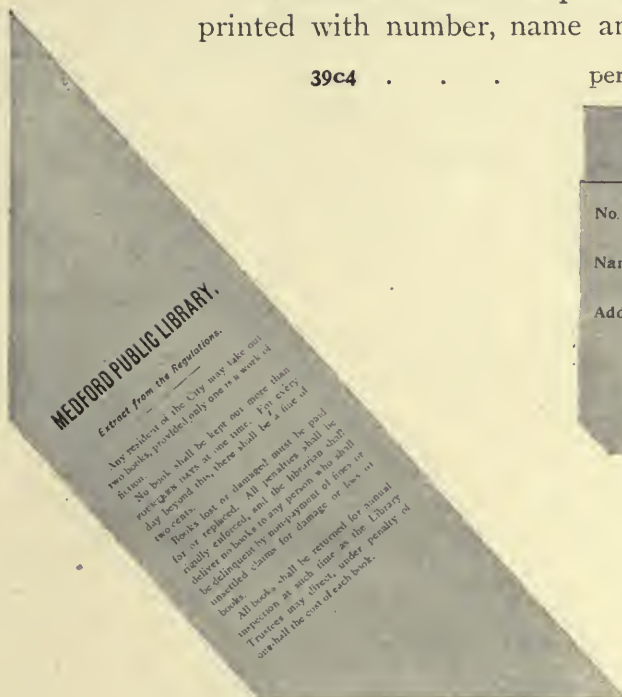 printed with number, name an
39c4 . . . per
No.
Nar
Add
MEDFORD PUBLIC LIBRARY.
Extract from the Regulations.
Any resident of the City may take out
two books, provided only one is a work of
fiction.
No book shall be kept out more than
FOURTEEN DAYS at one time. For every
day beyond this, there shall be a fine of
two cents.
Books lost or damaged must be paid
for or replaced. All penalties shall be
rigidly enforced, and the librarian shall
deliver no books to any person who shall
be delinquent by non-payment of fines or
unsettled claims for damage or loss of
books.
All books shall be returned for annual
inspection at such time as the Library
Trustees may direct, under penalty of
one-half the cost of each book.